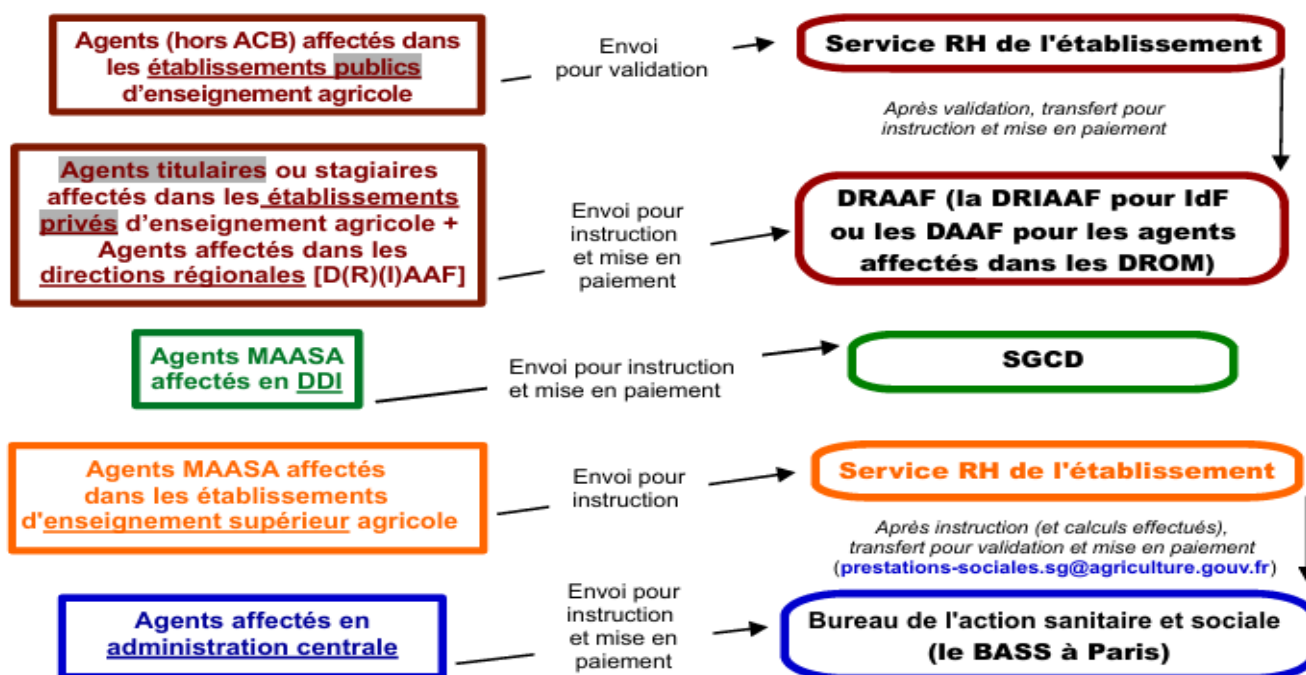 Agents (hors ACB) affectés dans
les établissements publics
d'enseignement agricole
Envoi
pour validation
Service RH de l'établissement
Après validation, transfert pour
instruction et mise en paiement
Agents titulaires ou stagiaires
affectés dans les établissements
privés d'enseignement agricole +
Agents affectés dans les
directions régionales [D(R)(I)AAF]
Envoi pour
instruction
et mise en
paiement
DRAAF (la DRIAAF pour IdF
ou les DAAF pour les agents
affectés dans les DROM)
Agents MAASA
affectés en DDI
Envoi pour instruction
et mise en paiement
SGCD
Agents MAASA affectés
dans les établissements
d'enseignement supérieur agricole
Envoi pour
instruction
Service RH de l'établissement
Après instruction (et calculs effectués),
transfert pour validation et mise en paiement
(prestations-sociales.sg@agriculture.gouv.fr)
Agents affectés en
administration centrale
Envoi pour
instruction
et mise en
paiement
Bureau de l'action sanitaire et sociale
(le BASS à Paris)